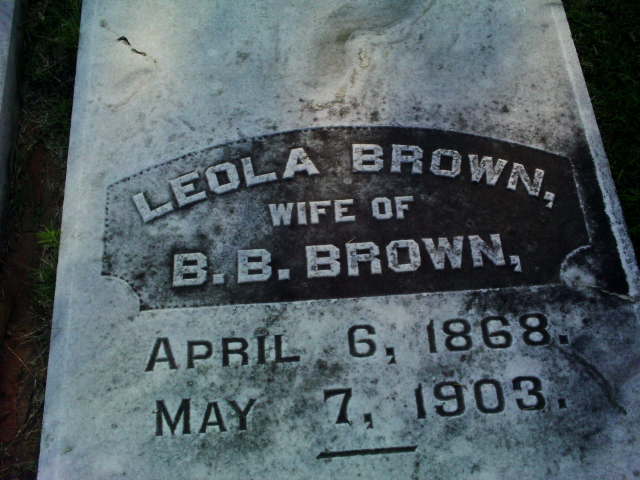 LEOLA BROWN,
WIFE OF
B. B. BROWN,
APRIL 6, 1868.
MAY 7, 1903.